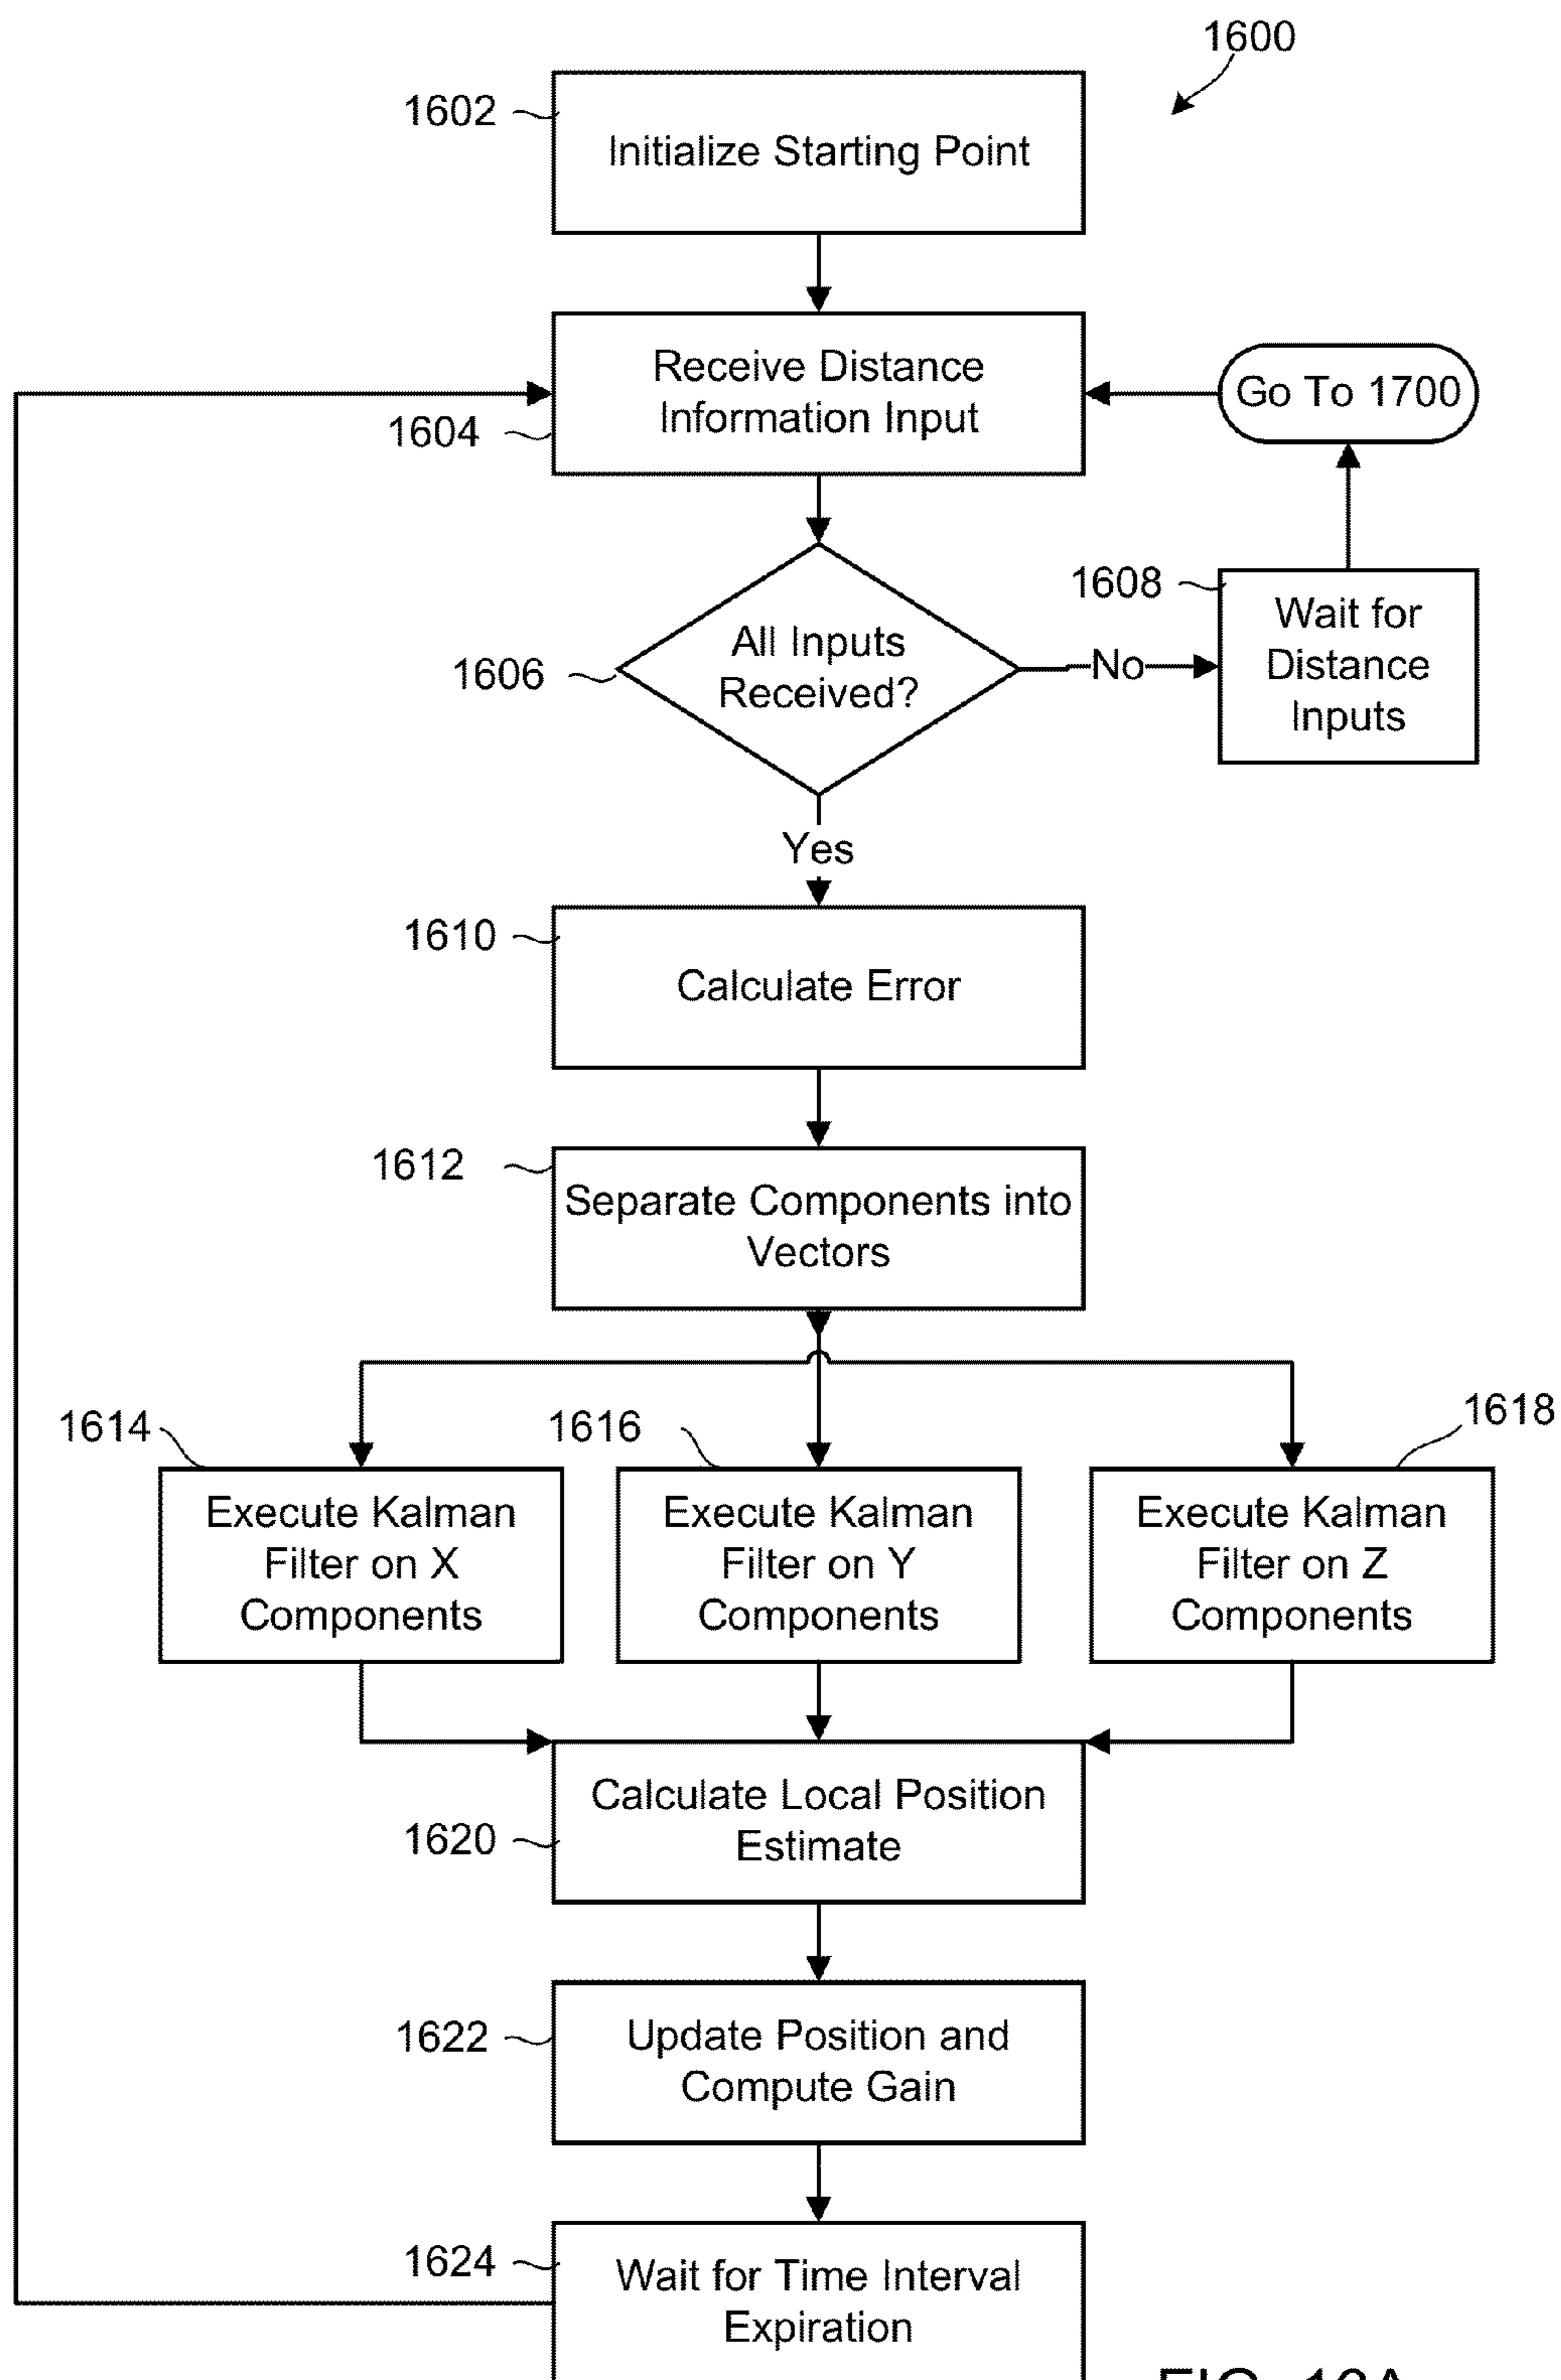 1600
1602
Initialize Starting Point
Receive Distance
Information Input
1604
Go To 1700
1606
All Inputs
Received?
No
1608
Wait for
Distance
Inputs
Yes
1610
Calculate Error
1612
Separate Components into
Vectors
1614
1616
1618
Execute Kalman
Filter on X
Components
Execute Kalman
Filter on Y
Components
Execute Kalman
Filter on Z
Components
Calculate Local Position
Estimate
1620
1622
Update Position and
Compute Gain
1624
Wait for Time Interval
Expiration
FIG. 16A